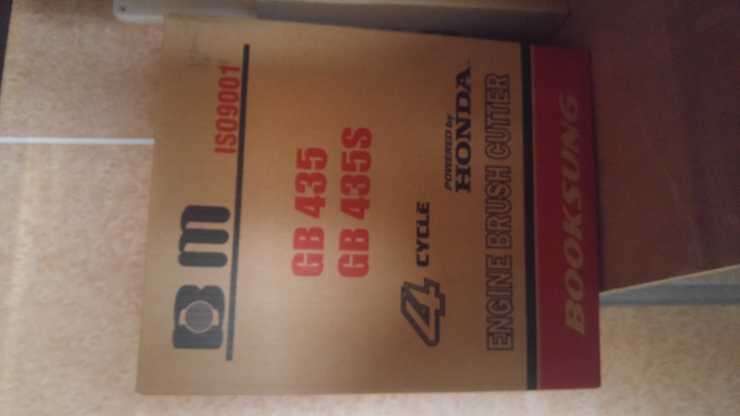 BM
ISO9001
GB 435
GB 435S
4 CYCLE
POWERED by
HONDA
ENGINE BRUSH CUTTER
BOOKSUNG